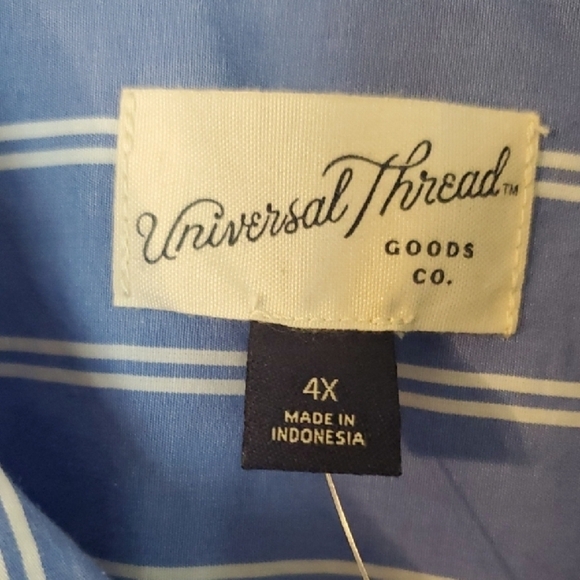 Universal Thread™
GOODS
CO.
4X
MADE IN
INDONESIA